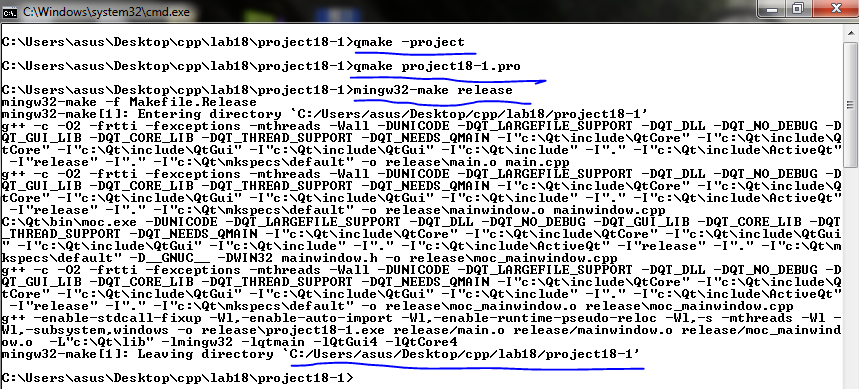 C:\Windows\system32\cmd.exe
C:\Users\asus\Desktop\cpp\lab18\project18-1>qmake -project
C:\Users\asus\Desktop\cpp\lab18\project18-1>qmake project18-1.pro
C:\Users\asus\Desktop\cpp\lab18\project18-1>mingw32-make release
mingw32-make -f Makefile.Release
mingw32-make[1]: Entering directory `C:/Users/asus/Desktop/cpp/lab18/project18-1'
g++ -c -O2 -frtti -fexceptions -mthreads -Wall -DUNICODE -DQT_LARGEFILE_SUPPORT -DQT_DLL -DQT_NO_DEBUG -D
QT_GUI_LIB -DQT_CORE_LIB -DQT_THREAD_SUPPORT -DQT_NEEDS_QMAIN -I"c:\Qt\include\QtCore" -I"c:\Qt\include\Q
tCore" -I"c:\Qt\include\QtGui" -I"c:\Qt\include\QtGui" -I"c:\Qt\include" -I"." -I"c:\Qt\include\ActiveQt"
 -I"release" -I"." -I"c:\Qt\mkspecs\default" -o release\main.o main.cpp
g++ -c -O2 -frtti -fexceptions -mthreads -Wall -DUNICODE -DQT_LARGEFILE_SUPPORT -DQT_DLL -DQT_NO_DEBUG -D
QT_GUI_LIB -DQT_CORE_LIB -DQT_THREAD_SUPPORT -DQT_NEEDS_QMAIN -I"c:\Qt\include\QtCore" -I"c:\Qt\include\Q
tCore" -I"c:\Qt\include\QtGui" -I"c:\Qt\include\QtGui" -I"c:\Qt\include" -I"." -I"c:\Qt\include\ActiveQt"
 -I"release" -I"." -I"c:\Qt\mkspecs\default" -o release\mainwindow.o mainwindow.cpp
C:\Qt\bin\moc.exe -DUNICODE -DQT_LARGEFILE_SUPPORT -DQT_DLL -DQT_NO_DEBUG -DQT_GUI_LIB -DQT_CORE_LIB -DQT
_THREAD_SUPPORT -DQT_NEEDS_QMAIN -I"c:\Qt\include\QtCore" -I"c:\Qt\include\QtCore" -I"c:\Qt\include\QtGui
" -I"c:\Qt\include\QtGui" -I"c:\Qt\include" -I"." -I"c:\Qt\include\ActiveQt" -I"release" -I"." -I"c:\Qt\m
kspecs\default" -D__GNUC__ -DWIN32 mainwindow.h -o release\moc_mainwindow.cpp
g++ -c -O2 -frtti -fexceptions -mthreads -Wall -DUNICODE -DQT_LARGEFILE_SUPPORT -DQT_DLL -DQT_NO_DEBUG -D
QT_GUI_LIB -DQT_CORE_LIB -DQT_THREAD_SUPPORT -DQT_NEEDS_QMAIN -I"c:\Qt\include\QtCore" -I"c:\Qt\include\Q
tCore" -I"c:\Qt\include\QtGui" -I"c:\Qt\include\QtGui" -I"c:\Qt\include" -I"." -I"c:\Qt\include\ActiveQt"
 -I"release" -I"." -I"c:\Qt\mkspecs\default" -o release\moc_mainwindow.o release\moc_mainwindow.cpp
g++ -enable-stdcall-fixup -Wl,-enable-auto-import -Wl,-enable-runtime-pseudo-reloc -Wl,-s -mthreads -Wl -
Wl,-subsystem,windows -o release\project18-1.exe release/main.o release/mainwindow.o release/moc_mainwind
ow.o  -L"c:\Qt\lib" -lmingw32 -lqtmain -lQtGui4 -lQtCore4
mingw32-make[1]: Leaving directory `C:/Users/asus/Desktop/cpp/lab18/project18-1'
C:\Users\asus\Desktop\cpp\lab18\project18-1>